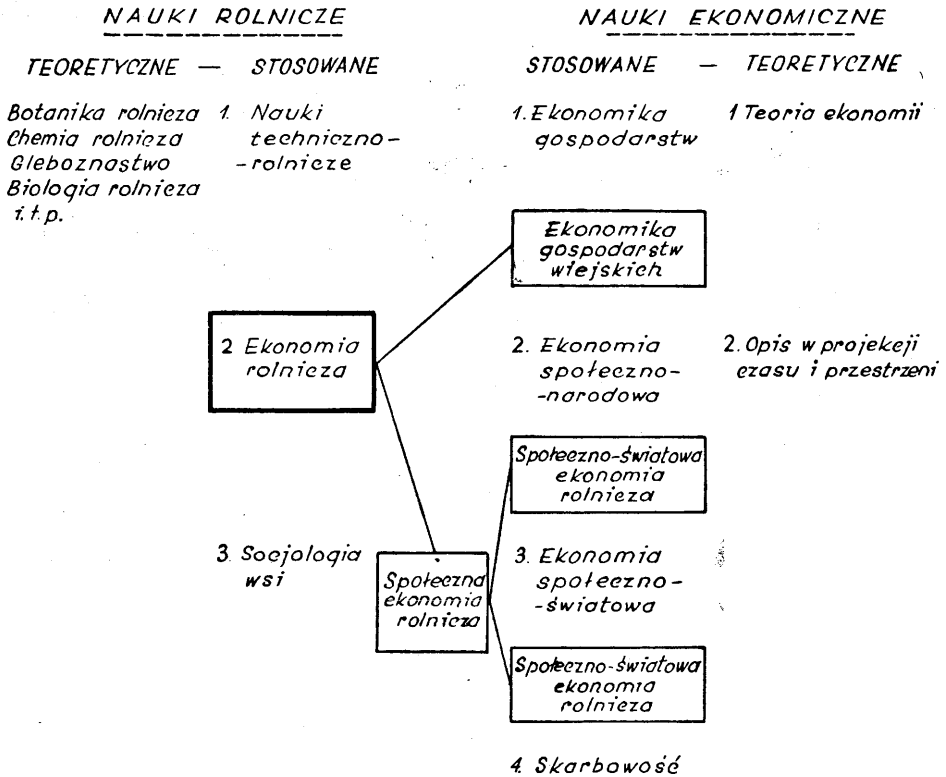 NAUKI ROLNICZE
TEORETYCZNE — STOSOWANE
Botanika rolnicza
Chemia rolnicza
Gleboznastwo
Biologia rolnicza
i.t.p.
1. Nauki
techniczno-
-rolnicze
2 Ekonomia
rolnicza
3. Socjologia
wsi
Społeczna
ekonomia
rolnicza
NAUKI EKONOMICZNE
STOSOWANE — TEORETYCZNE
1. Ekonomika
gospodarstw
Ekonomika
gospodarstw
wiejskich
2. Ekonomia
społeczno-
-narodowa
Społeczno-światowa
ekonomia
rolnicza
3. Ekonomia
społeczno-
-światowa
Społeczno-światowa
ekonomia
rolnicza
4. Skarbowość
1 Teoria ekonomii
2. Opis w projekcji
czasu i przestrzeni